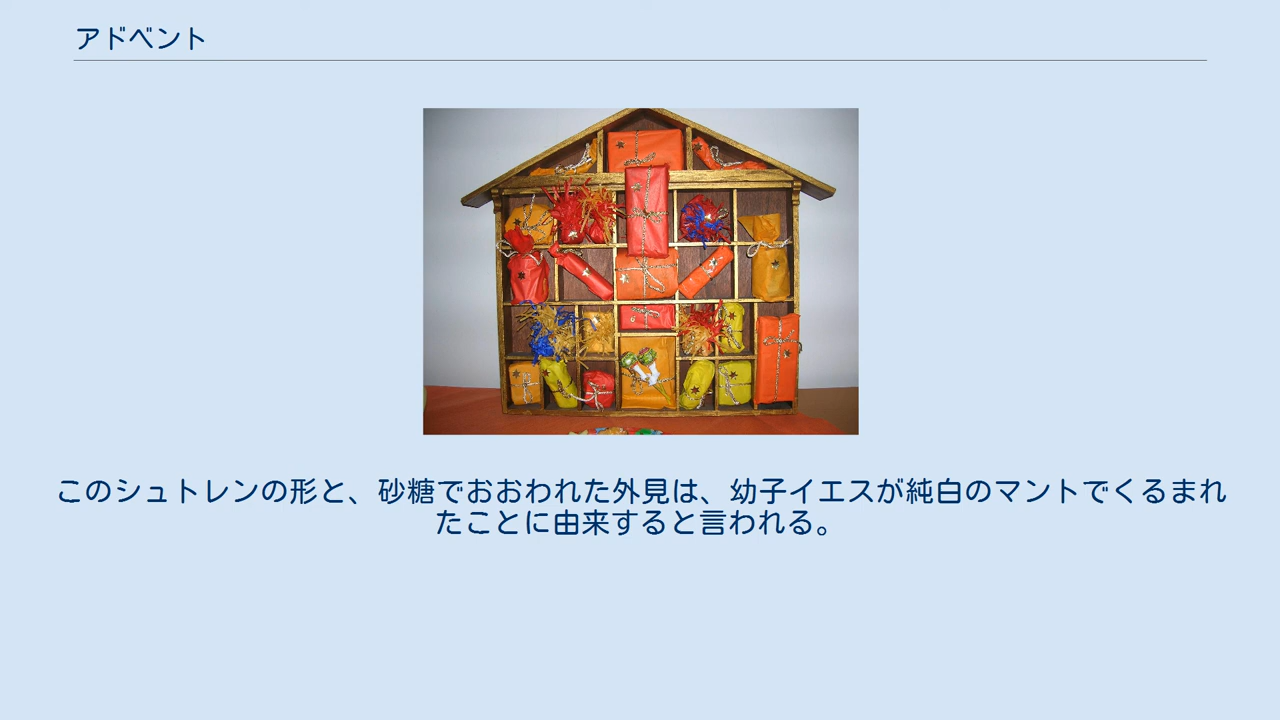 アドベント
このシュトレンの形と、砂糖でおおわれた外見は、幼子イエスが純白のマントでくるまれ
たことに由来すると言われる。